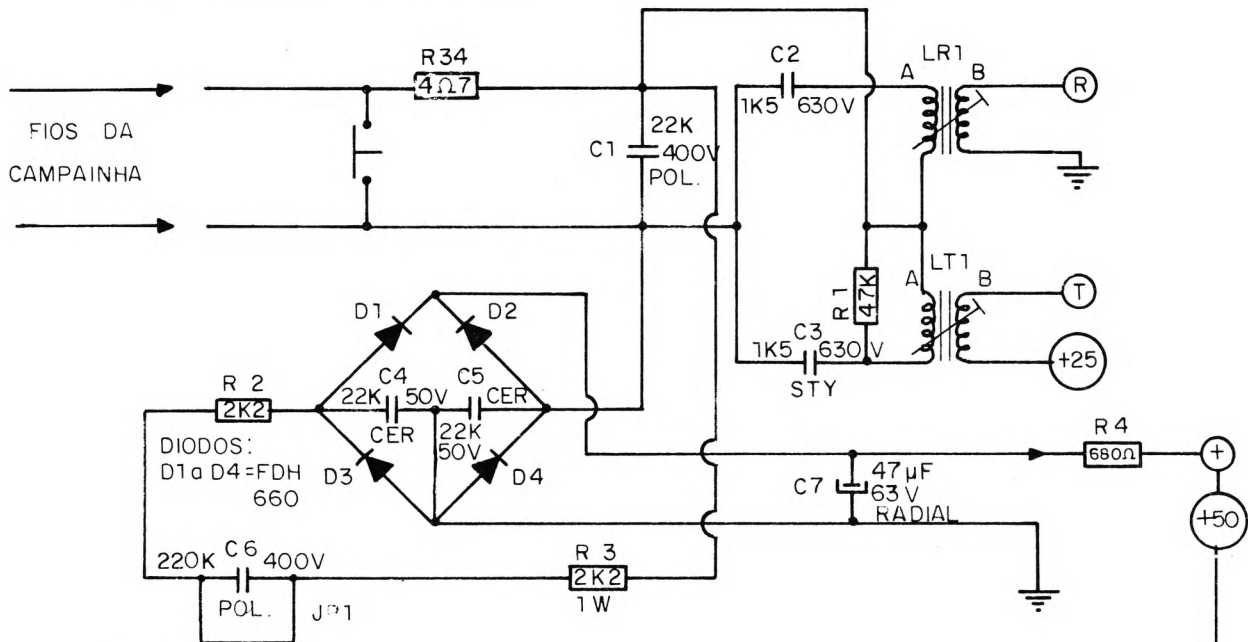 R34
4Ω7
FIOS DA
CAMPAINHA
C1
22K
400V
POL.
C2
1K5 630V
A LR1 B
R
R1
47K
A LT1 B
T
+25
C3
1K5 630V
STY
D1 D2
C4 C5
22K 50V CER
CER 22K
50V
D3 D4
R 2
2K2
DIODOS:
D1 a D4=FDH
660
C7
47µF
63V
RADIAL
R4
680Ω
+
+50
C6
220K 400V
POL.
JP1
R 3
2K2
1W